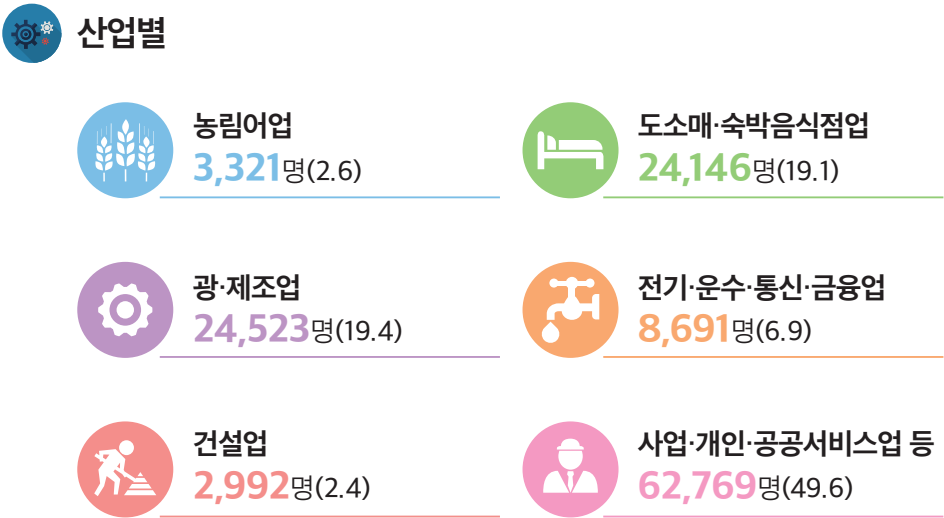 산업별
농림어업
3,321명(2.6)
도소매·숙박음식점업
24,146명(19.1)
광·제조업
24,523명(19.4)
전기·운수·통신·금융업
8,691명(6.9)
건설업
2,992명(2.4)
사업·개인·공공서비스업 등
62,769명(49.6)